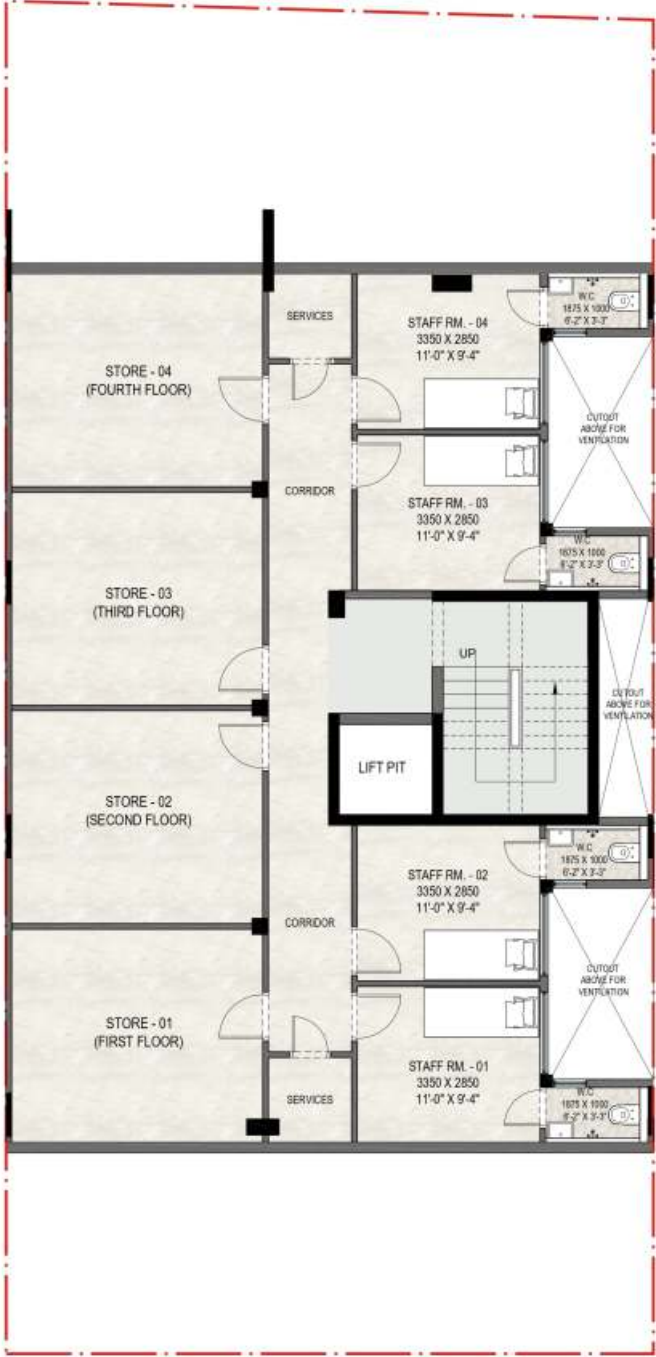 SERVICES
STAFF RM. - 04
3350 X 2850
11'-0" X 9'-4"
W.C
1875 X 1000
6'-2" X 3'-3"
STORE - 04
(FOURTH FLOOR)
CUTOUT
ABOVE FOR
VENTILATION
CORRIDOR
STAFF RM. - 03
3350 X 2850
11'-0" X 9'-4"
W.C
1875 X 1000
6'-2" X 3'-3"
STORE - 03
(THIRD FLOOR)
UP
CUTOUT
ABOVE FOR
VENTILATION
LIFT PIT
STORE - 02
(SECOND FLOOR)
W.C
1875 X 1000
6'-2" X 3'-3"
STAFF RM. - 02
3350 X 2850
11'-0" X 9'-4"
CORRIDOR
CUTOUT
ABOVE FOR
VENTILATION
STORE - 01
(FIRST FLOOR)
STAFF RM. - 01
3350 X 2850
11'-0" X 9'-4"
SERVICES
W.C
1875 X 1000
6'-2" X 3'-3"